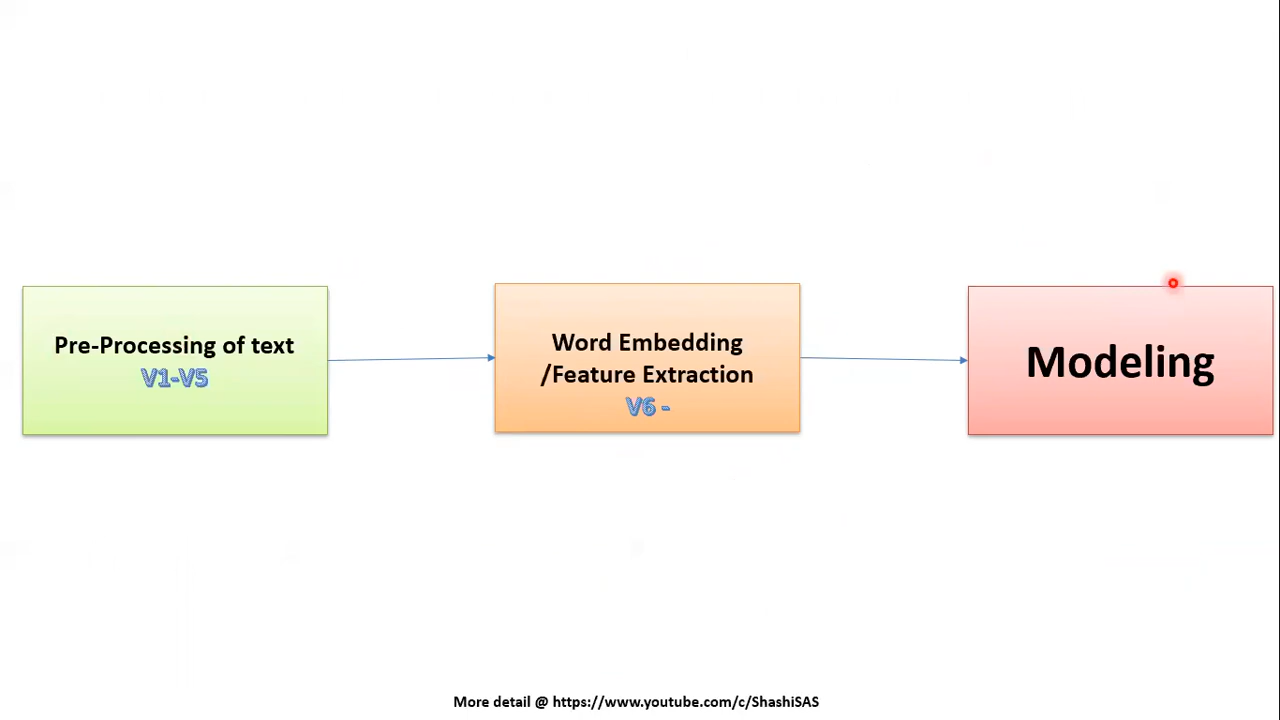 Pre-Processing of text
V1-V5
Word Embedding
/Feature Extraction
V6 -
Modeling
More detail @ https://www.youtube.com/c/ShashiSAS